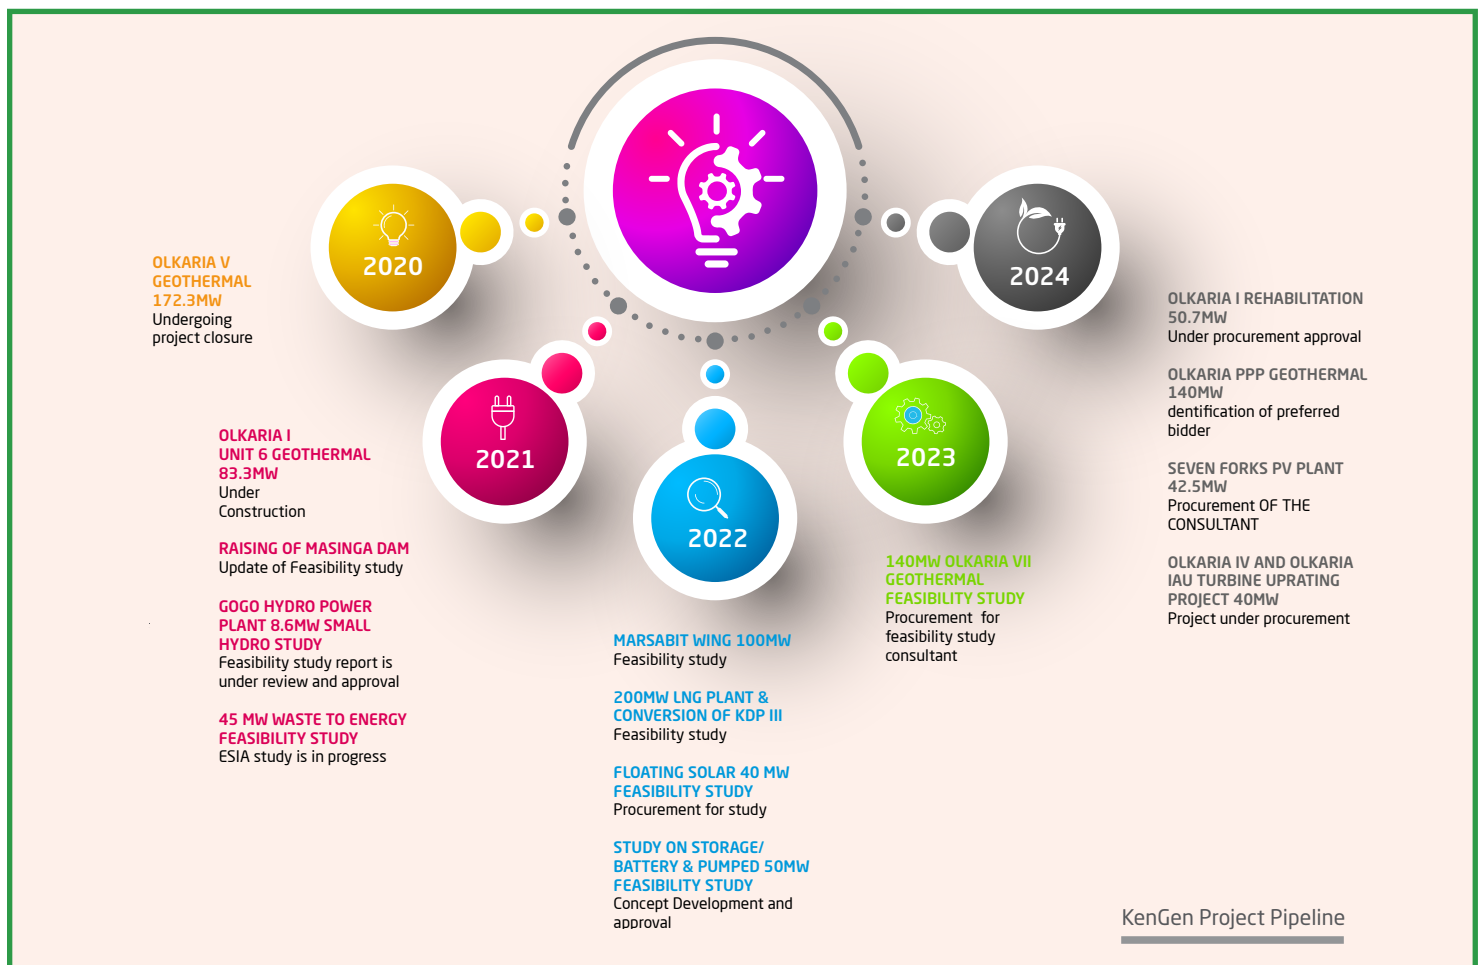 2020
OLKARIA V
GEOTHERMAL
172.3MW
Undergoing
project closure
2021
OLKARIA I
UNIT 6 GEOTHERMAL
83.3MW
Under
Construction
RAISING OF MASINGA DAM
Update of Feasibility study
GOGO HYDRO POWER
PLANT 8.6MW SMALL
HYDRO STUDY
Feasibility study report is
under review and approval
45 MW WASTE TO ENERGY
FEASIBILITY STUDY
ESIA study is in progress
2022
MARSABIT WING 100MW
Feasibility study
200MW LNG PLANT &
CONVERSION OF KDP III
Feasibility study
FLOATING SOLAR 40 MW
FEASIBILITY STUDY
Procurement for study
STUDY ON STORAGE/
BATTERY & PUMPED 50MW
FEASIBILITY STUDY
Concept Development and
approval
2023
140MW OLKARIA VII
GEOTHERMAL
FEASIBILITY STUDY
Procurement for
feasibility study
consultant
2024
OLKARIA I REHABILITATION
50.7MW
Under procurement approval
OLKARIA PPP GEOTHERMAL
140MW
dentification of preferred
bidder
SEVEN FORKS PV PLANT
42.5MW
Procurement OF THE
CONSULTANT
OLKARIA IV AND OLKARIA
IAU TURBINE UPRATING
PROJECT 40MW
Project under procurement
KenGen Project Pipeline